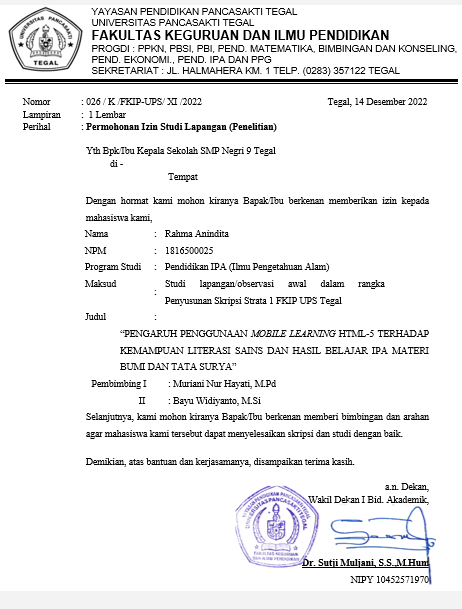 YAYASAN PENDIDIKAN PANCASAKTI TEGAL
UNIVERSITAS PANCASAKTI TEGAL
FAKULTAS KEGURUAN DAN ILMU PENDIDIKAN
PROGDI : PPKN, PBSI, PBI, PEND. MATEMATIKA, BIMBINGAN DAN KONSELING,
PEND. EKONOMI., PEND. IPA DAN PPG
SEKRETARIAT : JL. HALMAHERA KM. 1 TELP. (0283) 357122 TEGAL
TEGAL
Nomor : 026 / K /FKIP-UPS/ XI /2022 Tegal, 14 Desember 2022
Lampiran : 1 Lembar
Perihal : Permohonan Izin Studi Lapangan (Penelitian)
Yth Bpk/Ibu Kepala Sekolah SMP Negri 9 Tegal
di -
Tempat
Dengan hormat kami mohon kiranya Bapak/Ibu berkenan memberikan izin kepada
mahasiswa kami,
Nama : Rahma Anindita
NPM : 1816500025
Program Studi : Pendidikan IPA (Ilmu Pengetahuan Alam)
Maksud : Studi lapangan/observasi awal dalam rangka
Penyusunan Skripsi Strata 1 FKIP UPS Tegal
Judul :
“PENGARUH PENGGUNAAN MOBILE LEARNING HTML-5 TERHADAP
KEMAMPUAN LITERASI SAINS DAN HASIL BELAJAR IPA MATERI
BUMI DAN TATA SURYA”
Pembimbing I : Muriani Nur Hayati, M.Pd
II : Bayu Widiyanto, M.Si
Selanjutnya, kami mohon kiranya Bapak/Ibu berkenan memberi bimbingan dan arahan
agar mahasiswa kami tersebut dapat menyelesaikan skripsi dan studi dengan baik.
Demikian, atas bantuan dan kerjasamanya, disampaikan terima kasih.
a.n. Dekan,
Wakil Dekan I Bid. Akademik,
UNIVERSITAS PANCASAKTI TEGAL
FAKULTAS KEGURUAN
DAN ILMU PENDIDIKAN
Dr. Sutji Muljani, S.S.,M.Hum
NIPY 10452571970